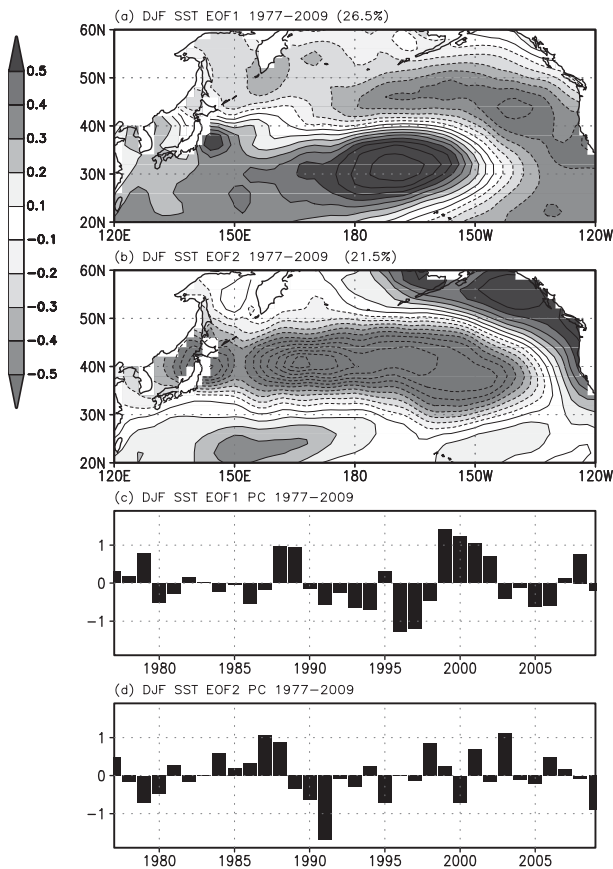 (a) DJF SST EOF1 1977−2009 (26.5%)
0.5
0.4
0.3
0.2
0.1
−0.1
−0.2
−0.3
−0.4
−0.5
60N
50N
40N
30N
20N
120E 150E 180 150W 120W
(b) DJF SST EOF2 1977−2009 (21.5%)
60N
50N
40N
30N
20N
120E 150E 180 150W 120W
(c) DJF SST EOF1 PC 1977−2009
1
0
−1
1980 1985 1990 1995 2000 2005
(d) DJF SST EOF2 PC 1977−2009
1
0
−1
1980 1985 1990 1995 2000 2005